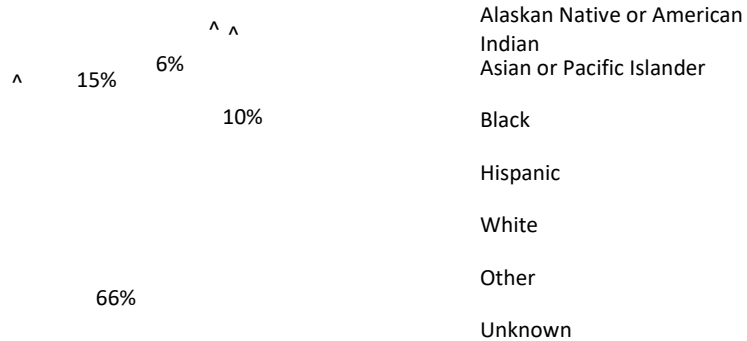 ^ ^
^
15%
6%
10%
66%
Alaskan Native or American
Indian
Asian or Pacific Islander
Black
Hispanic
White
Other
Unknown